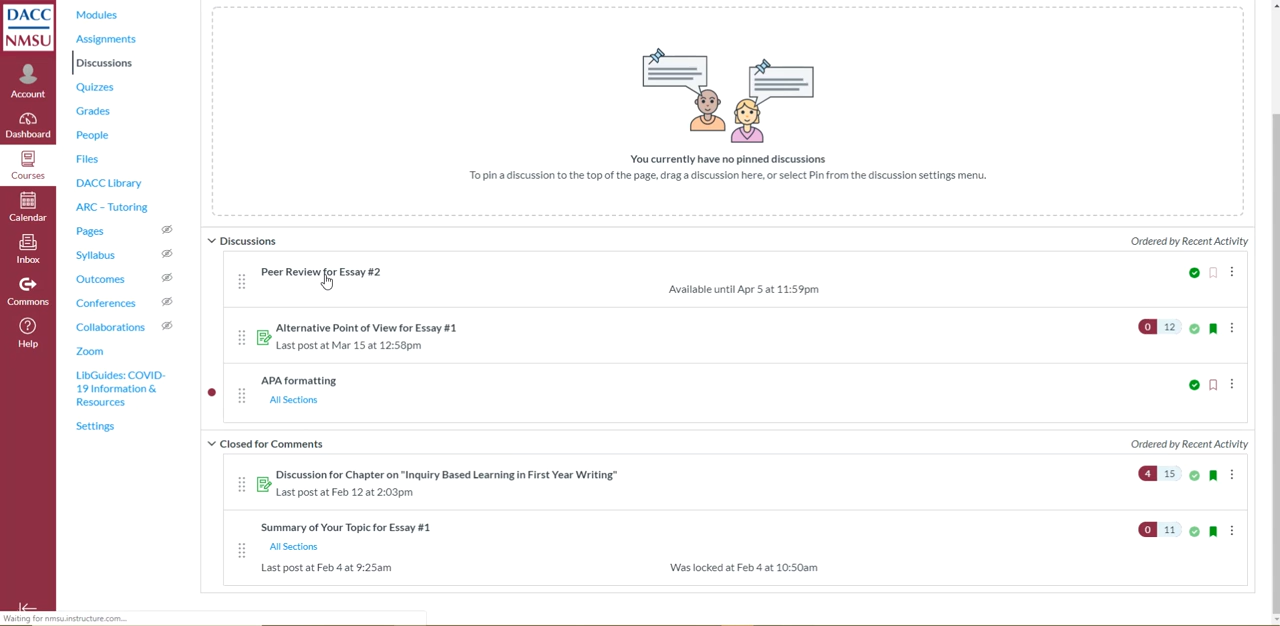 DACC
NMSU
Account
Dashboard
Courses
Calendar
Inbox
Commons
Help
Modules
Assignments
Discussions
Quizzes
Grades
People
Files
DACC Library
ARC – Tutoring
Pages
Syllabus
Outcomes
Conferences
Collaborations
Zoom
LibGuides: COVID-
19 Information &
Resources
Settings
You currently have no pinned discussions
To pin a discussion to the top of the page, drag a discussion here, or select Pin from the discussion settings menu.
Discussions Ordered by Recent Activity
Peer Review for Essay #2
Available until Apr 5 at 11:59pm
Alternative Point of View for Essay #1 0 12
Last post at Mar 15 at 12:58pm
APA formatting
All Sections
Closed for Comments Ordered by Recent Activity
Discussion for Chapter on "Inquiry Based Learning in First Year Writing" 4 15
Last post at Feb 12 at 2:03pm
Summary of Your Topic for Essay #1 0 11
All Sections
Last post at Feb 4 at 9:25am Was locked at Feb 4 at 10:50am
Waiting for nmsu.instructure.com...